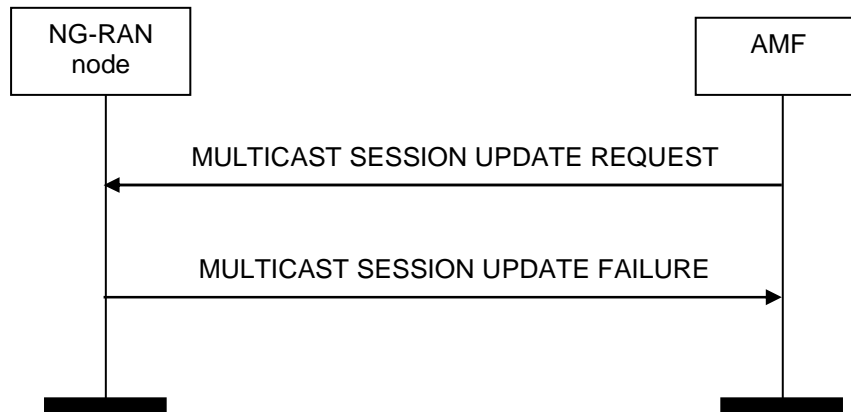 NG-RAN
node
AMF
MULTICAST SESSION UPDATE REQUEST
MULTICAST SESSION UPDATE FAILURE